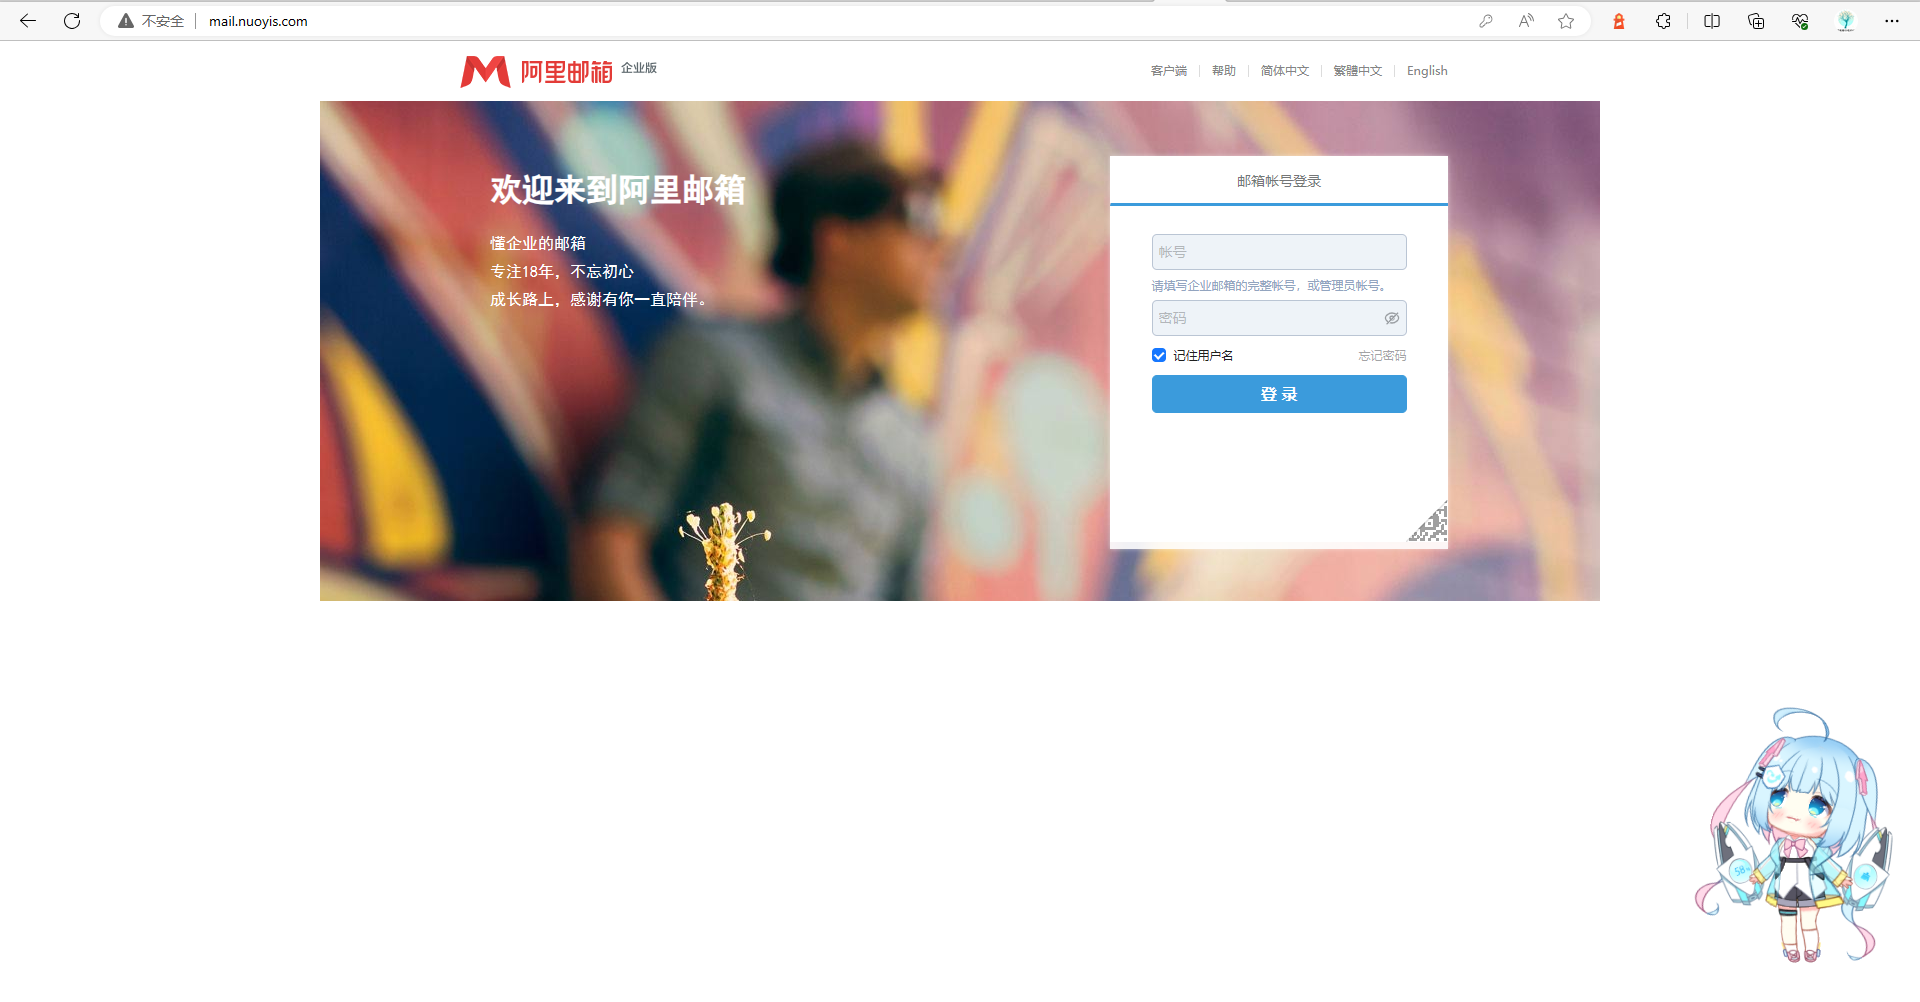 不安全 mail.nuoyis.com
阿里邮箱 企业版
客户端 帮助 简体中文 繁體中文 English
欢迎来到阿里邮箱
懂企业的邮箱
专注18年，不忘初心
成长路上，感谢有你一直陪伴。
邮箱帐号登录
帐号
请填写企业邮箱的完整帐号，或管理员帐号。
密码
记住用户名 忘记密码
登 录
58